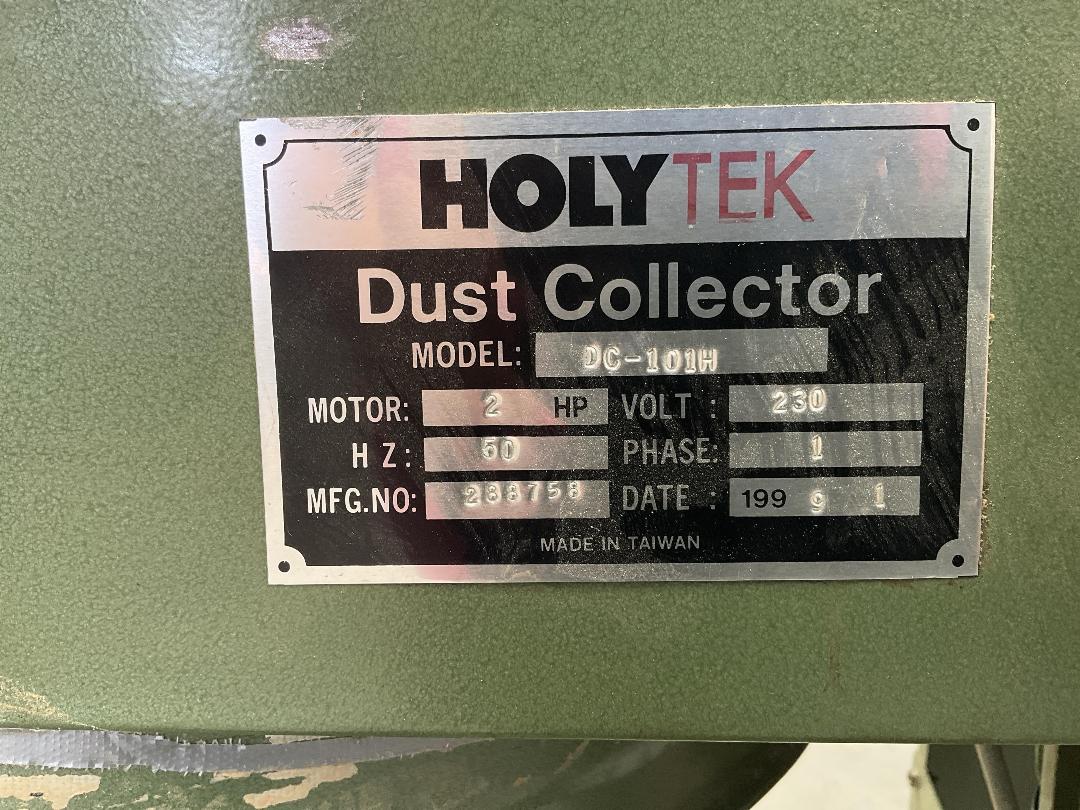 HOLYTEK
Dust Collector
MODEL: DC-101H
MOTOR: 2 HP VOLT : 230
H Z: 50 PHASE: 1
MFG.NO: 288758 DATE : 199 9 1
MADE IN TAIWAN